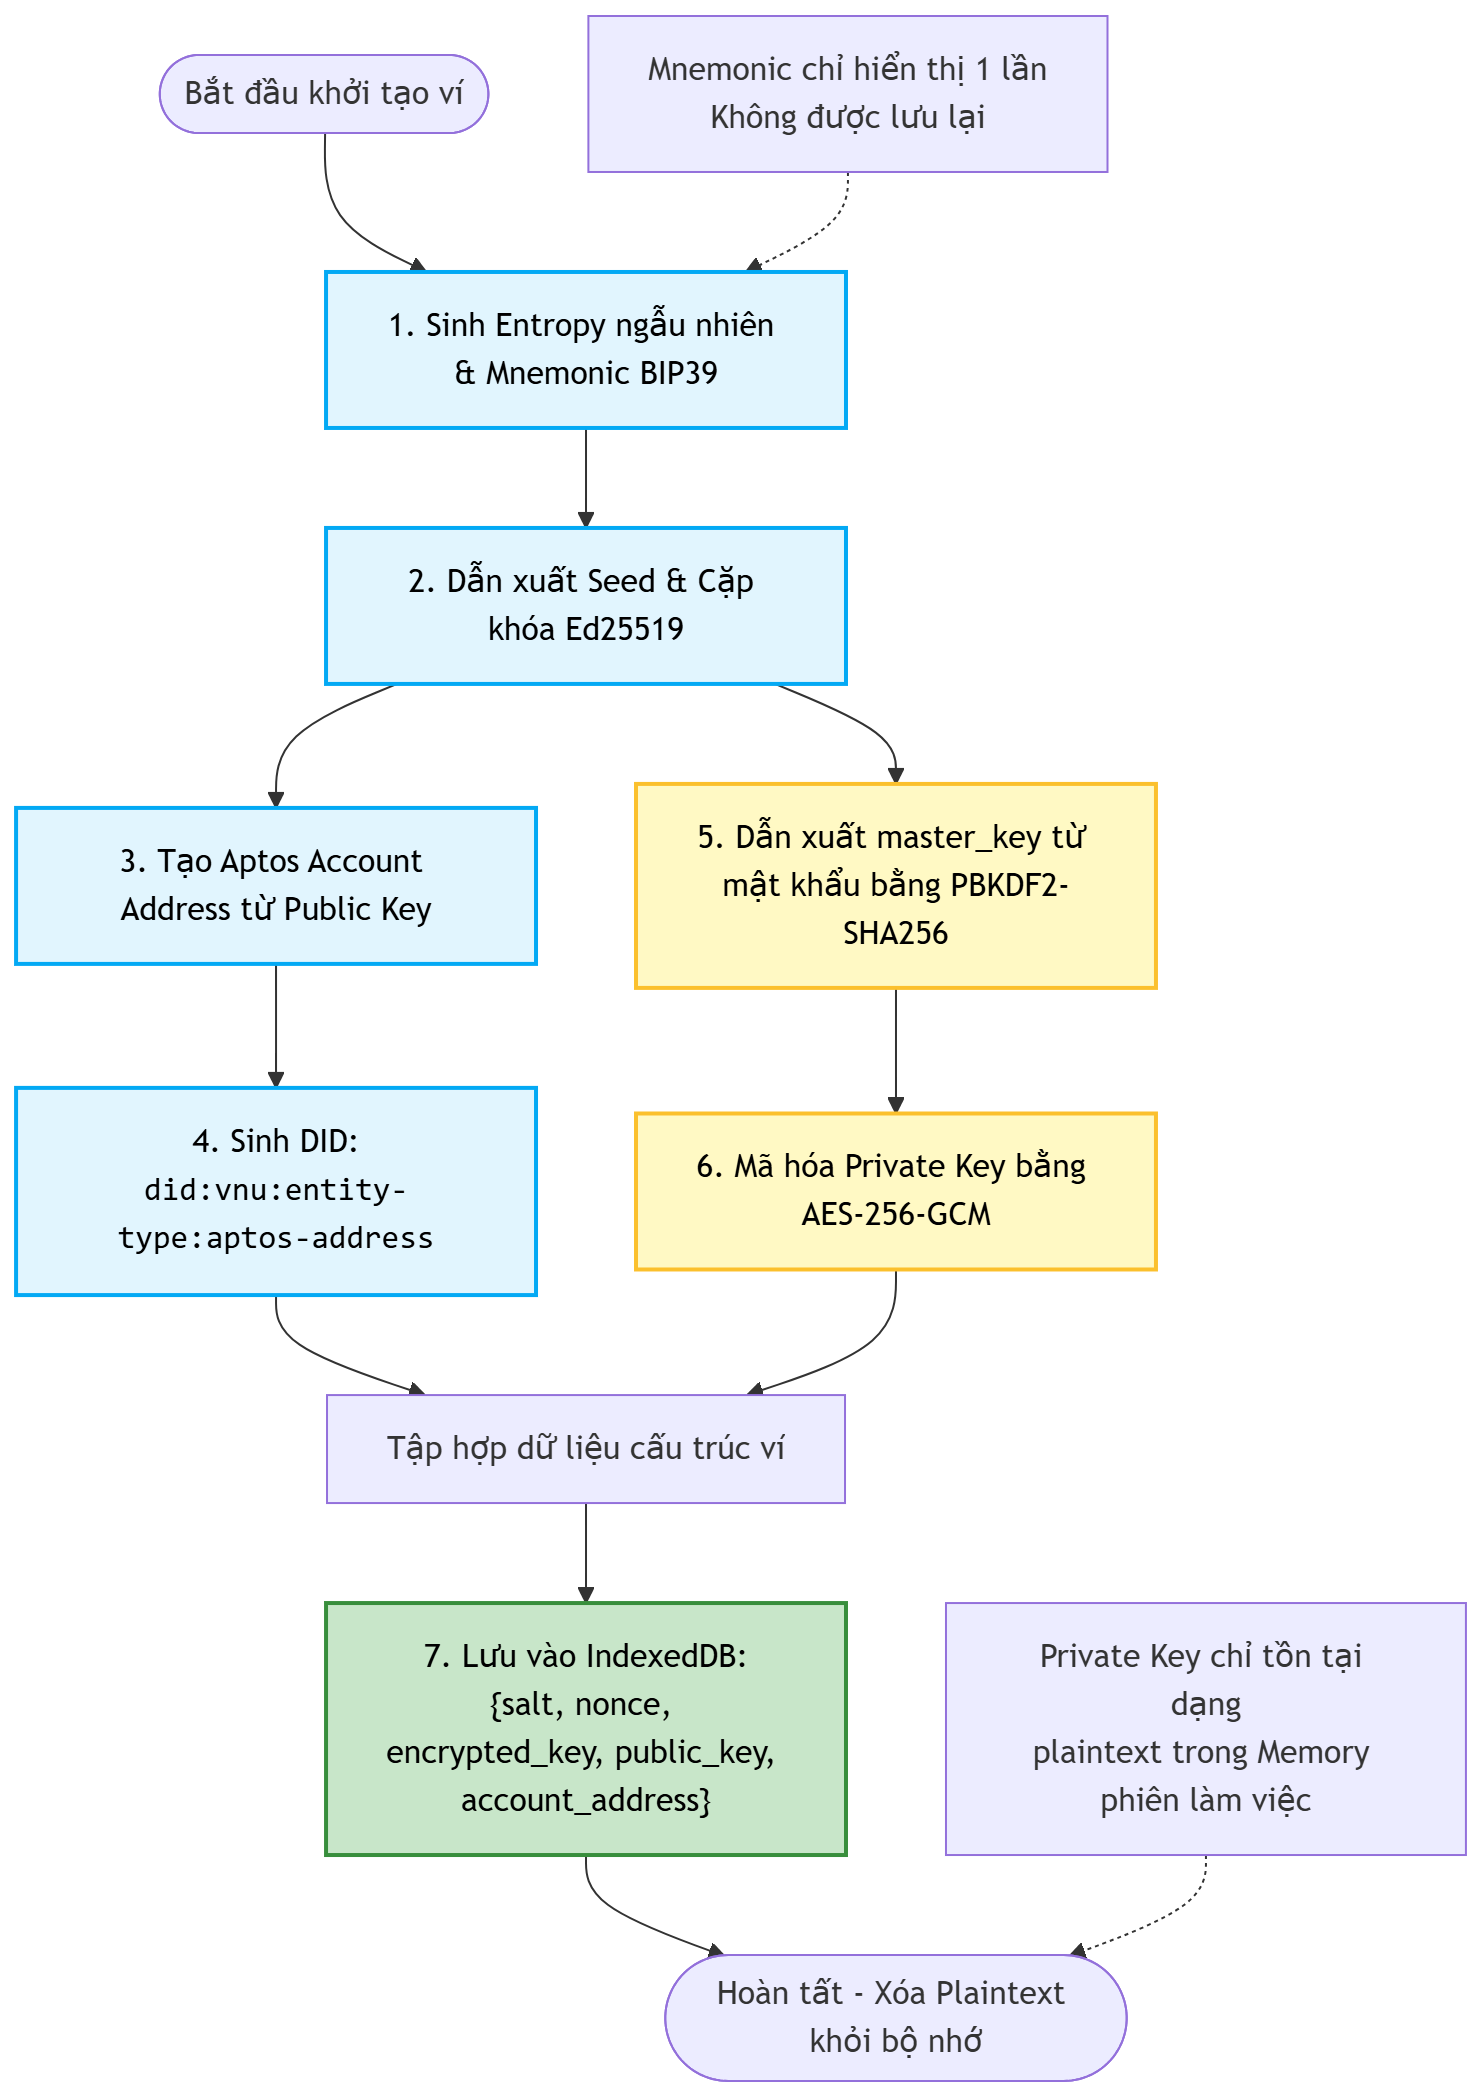 Bắt đầu khởi tạo ví
Mnemonic chỉ hiển thị 1 lần
Không được lưu lại
1. Sinh Entropy ngẫu nhiên
& Mnemonic BIP39
2. Dẫn xuất Seed & Cặp
khóa Ed25519
3. Tạo Aptos Account
Address từ Public Key
5. Dẫn xuất master_key từ
mật khẩu bằng PBKDF2-
SHA256
4. Sinh DID:
did:vnu:entity-
type:aptos-address
6. Mã hóa Private Key bằng
AES-256-GCM
Tập hợp dữ liệu cấu trúc ví
7. Lưu vào IndexedDB:
{salt, nonce,
encrypted_key, public_key,
account_address}
Private Key chỉ tồn tại
dạng
plaintext trong Memory
phiên làm việc
Hoàn tất - Xóa Plaintext
khỏi bộ nhớ